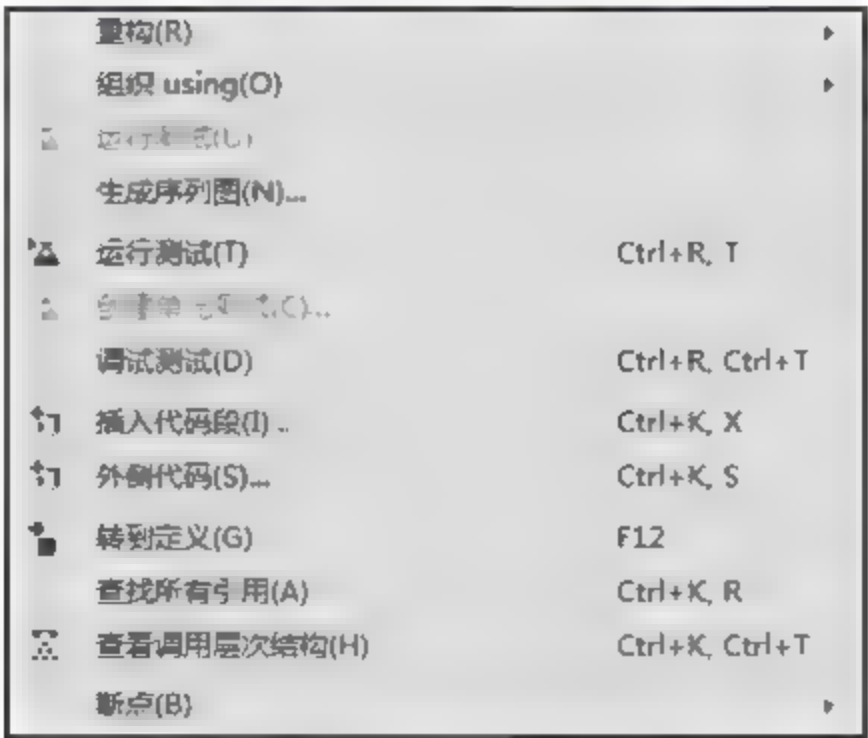 重构(R)
组织 using(O)
运行
生成序列图(N)...
运行测试(T) Ctrl+R, T
调试测试(D) Ctrl+R, Ctrl+T
插入代码段(I)... Ctrl+K, X
外侧代码(S)... Ctrl+K, S
转到定义(G) F12
查找所有引用(A) Ctrl+K, R
查看调用层次结构(H) Ctrl+K, Ctrl+T
断点(B)